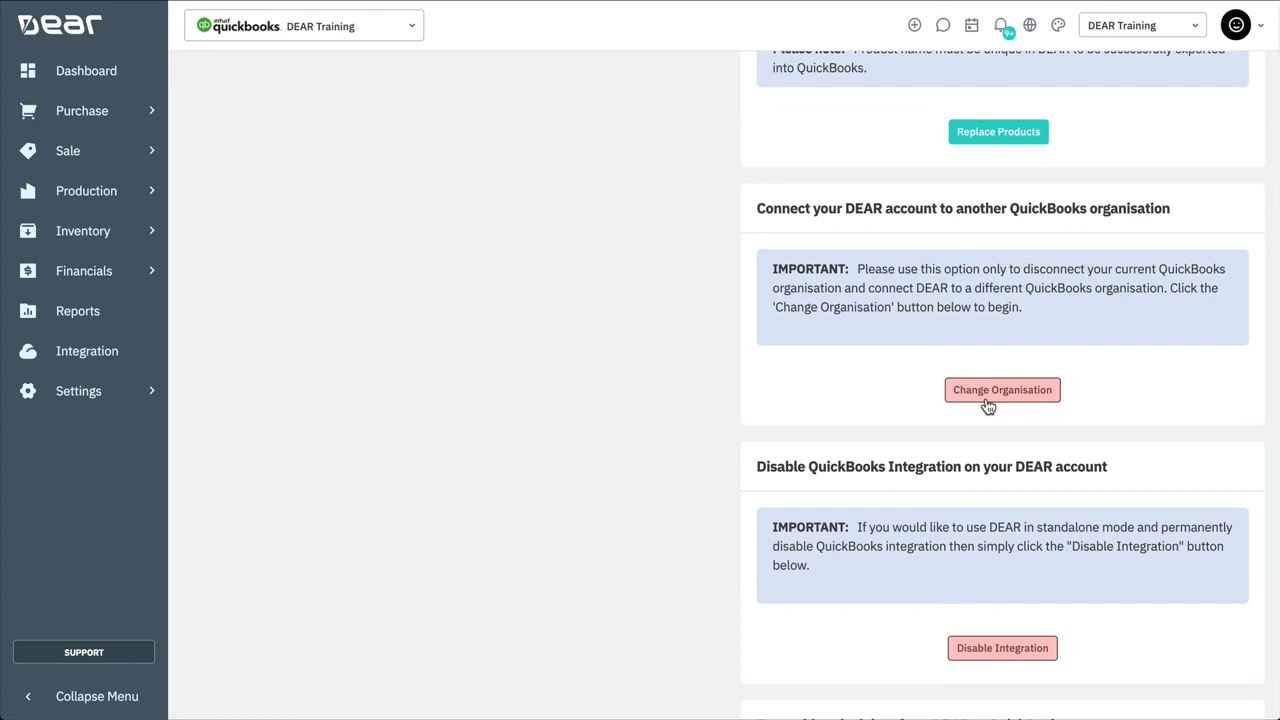 DEAR
intuit
qb quickbooks. DEAR Training
9+
DEAR Training
Dashboard
Purchase
Sale
Production
Inventory
Financials
Reports
Integration
Settings
SUPPORT
Collapse Menu
Please note: Product name must be unique in DEAR to be successfully exported
into QuickBooks.
Replace Products
Connect your DEAR account to another QuickBooks organisation
IMPORTANT: Please use this option only to disconnect your current QuickBooks
organisation and connect DEAR to a different QuickBooks organisation. Click the
'Change Organisation' button below to begin.
Change Organisation
Disable QuickBooks Integration on your DEAR account
IMPORTANT: If you would like to use DEAR in standalone mode and permanently
disable QuickBooks integration then simply click the "Disable Integration" button
below.
Disable Integration